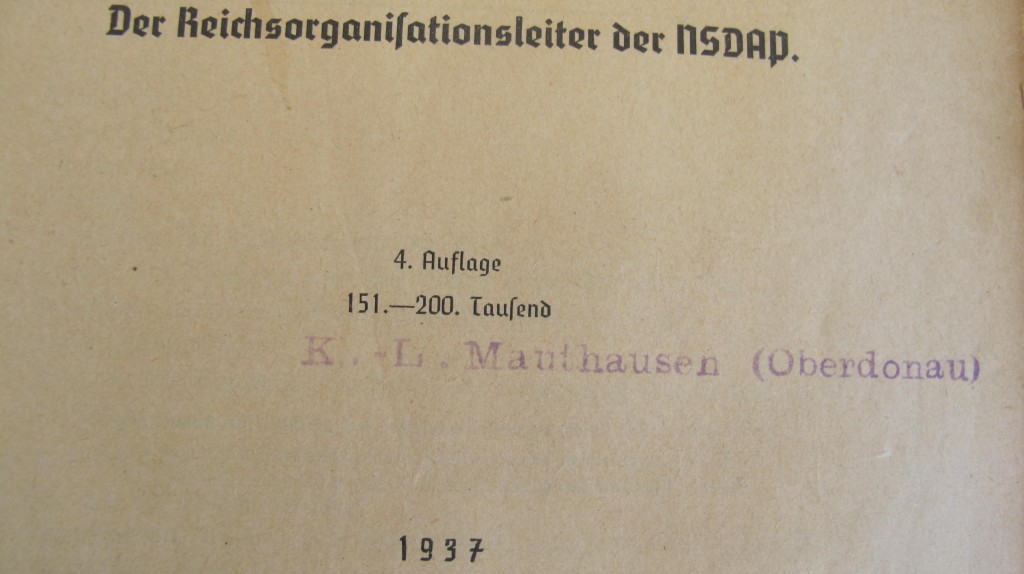 Der Reichsorganiſationsleiter der NSDAP.
4. Auflage
151.—200. Tauſend
K.-L. Mauthausen (Oberdonau)
1937